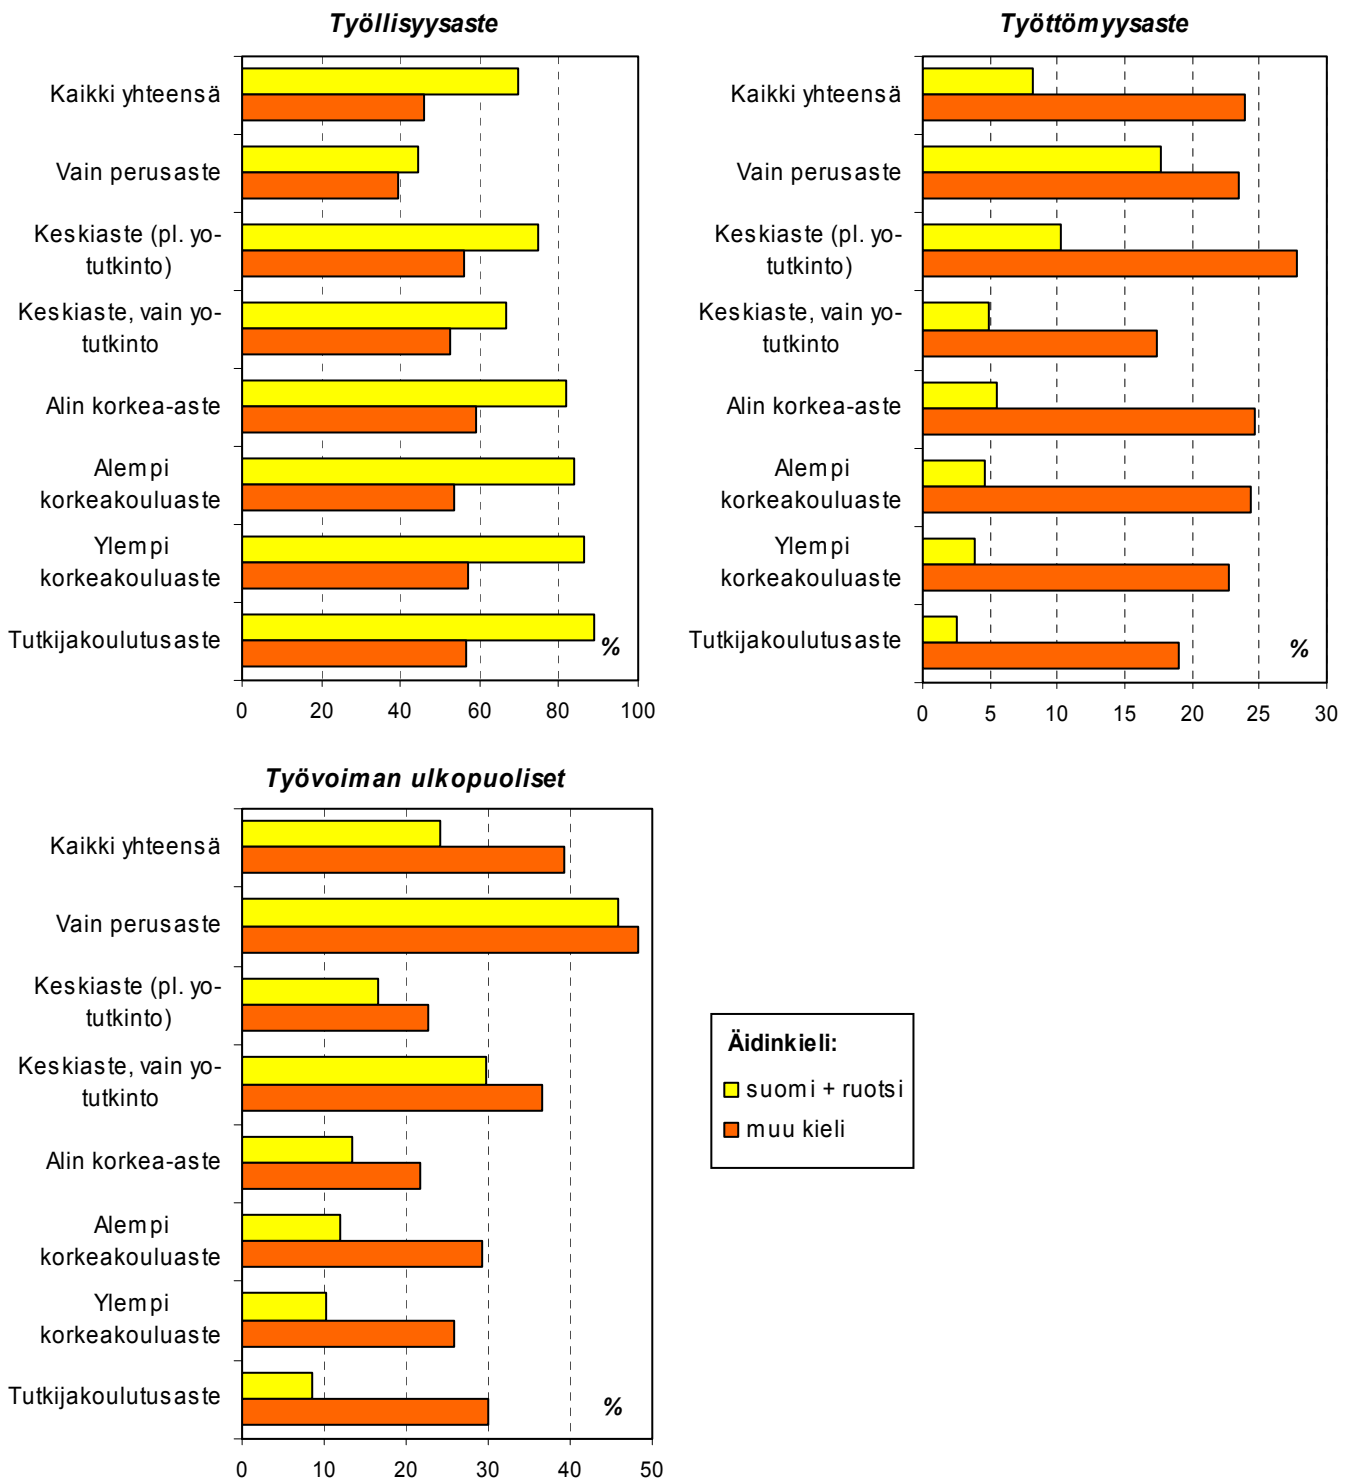 Työllisyysaste
Kaikki yhteensä
Vain perusaste
Keskiaste (pl. yo-
tutkinto)
Keskiaste, vain yo-
tutkinto
Alin korkea-aste
Alempi
korkeakouluaste
Ylempi
korkeakouluaste
Tutkijakoulutusaste
%
0 20 40 60 80 100
Työttömyysaste
Kaikki yhteensä
Vain perusaste
Keskiaste (pl. yo-
tutkinto)
Keskiaste, vain yo-
tutkinto
Alin korkea-aste
Alempi
korkeakouluaste
Ylempi
korkeakouluaste
Tutkijakoulutusaste
%
0 5 10 15 20 25 30
Työvoiman ulkopuoliset
Kaikki yhteensä
Vain perusaste
Keskiaste (pl. yo-
tutkinto)
Keskiaste, vain yo-
tutkinto
Alin korkea-aste
Alempi
korkeakouluaste
Ylempi
korkeakouluaste
Tutkijakoulutusaste
%
0 10 20 30 40 50
Äidinkieli:
suomi + ruotsi
muu kieli